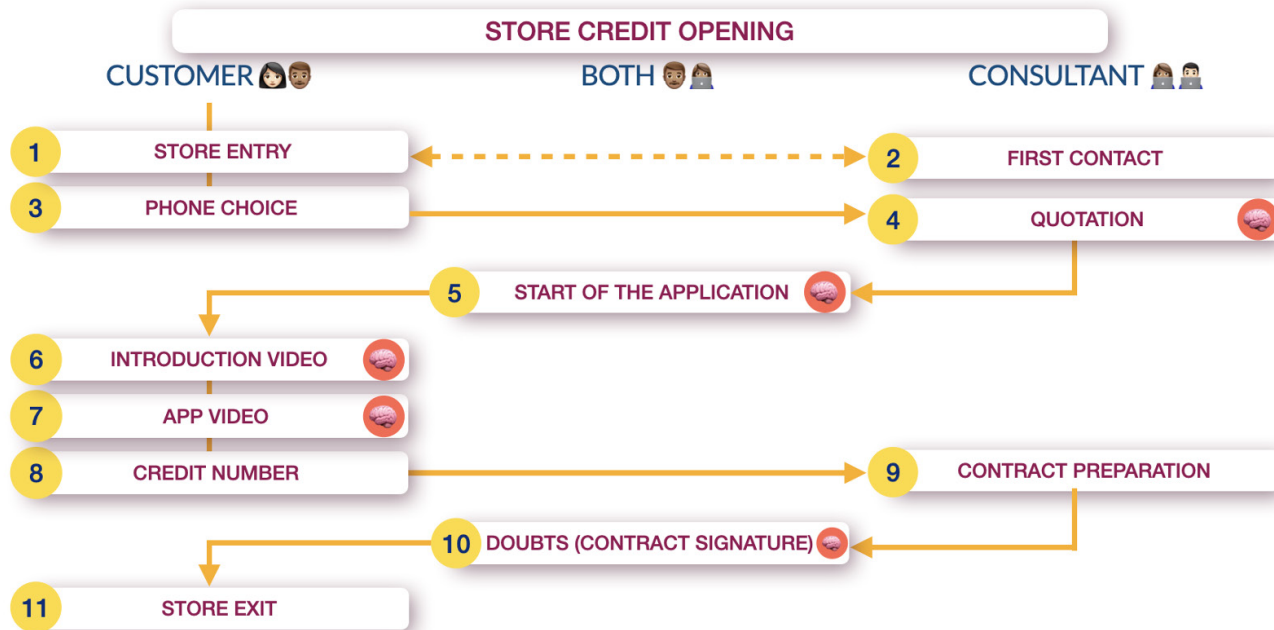 STORE CREDIT OPENING
CUSTOMER
BOTH
CONSULTANT
1
STORE ENTRY
2
FIRST CONTACT
3
PHONE CHOICE
4
QUOTATION
5
START OF THE APPLICATION
6
INTRODUCTION VIDEO
7
APP VIDEO
8
CREDIT NUMBER
9
CONTRACT PREPARATION
10
DOUBTS (CONTRACT SIGNATURE)
11
STORE EXIT